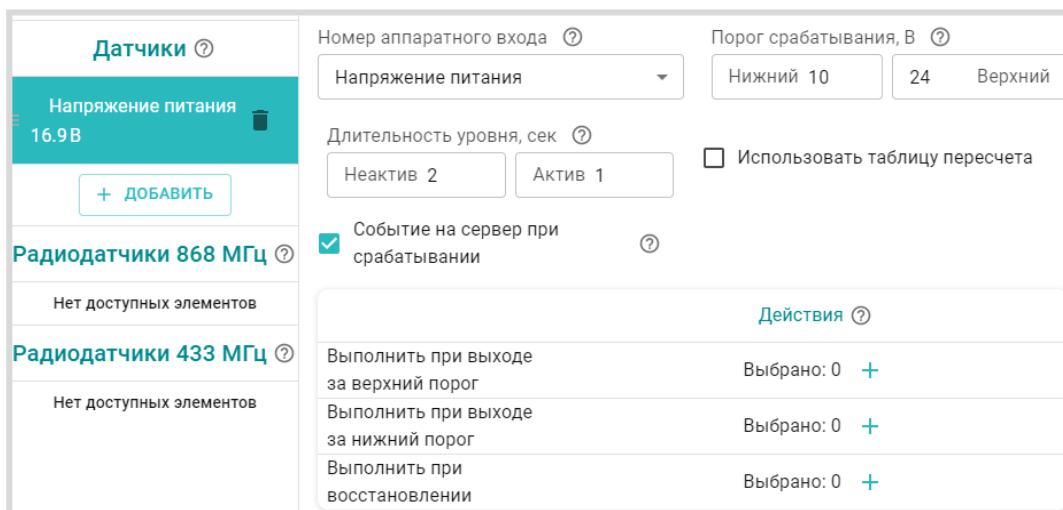 Датчики
Напряжение питания
16.9 В
+ ДОБАВИТЬ
Радиодатчики 868 МГц
Нет доступных элементов
Радиодатчики 433 МГц
Нет доступных элементов
Номер аппаратного входа
Порог срабатывания, В
Напряжение питания
Нижний 10
24 Верхний
Длительность уровня, сек
Неактив 2
Актив 1
Использовать таблицу пересчета
Событие на сервер при
срабатывании
Действия
Выполнить при выходе
за верхний порог
Выбрано: 0 +
Выполнить при выходе
за нижний порог
Выбрано: 0 +
Выполнить при
восстановлении
Выбрано: 0 +